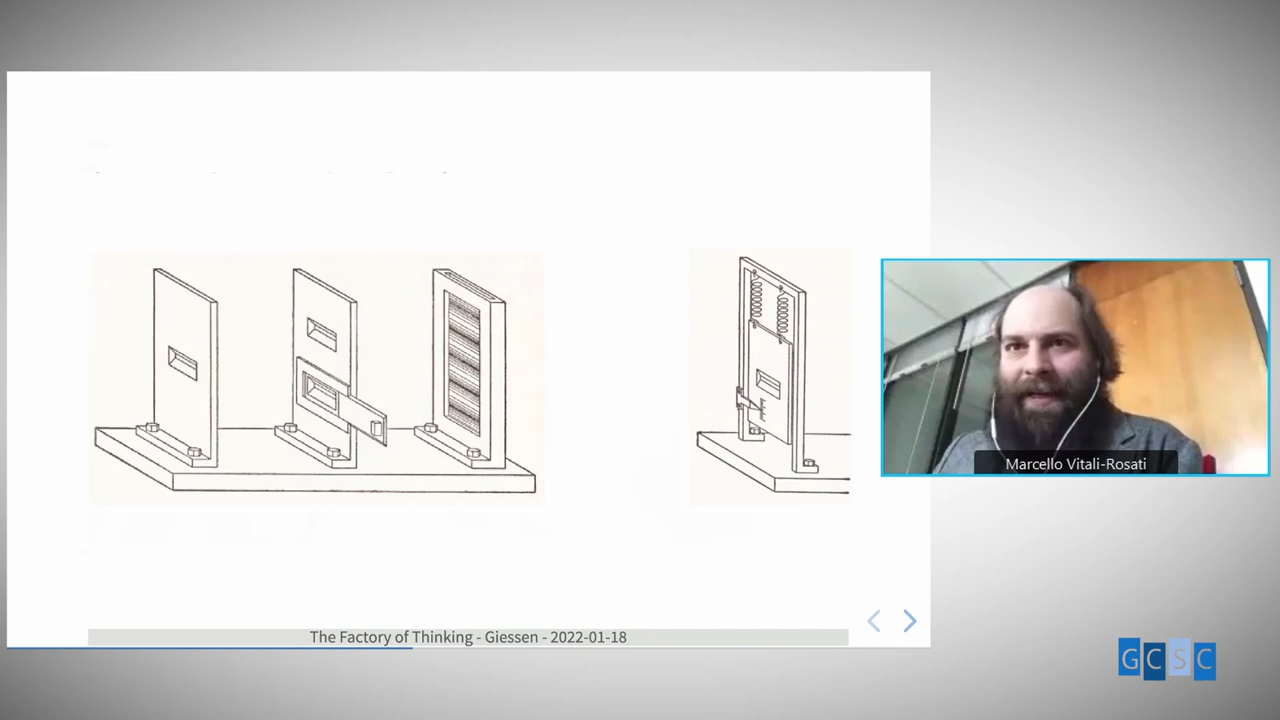 Marcello Vitali-Rosati
The Factory of Thinking - Giessen - 2022-01-18
GCSC